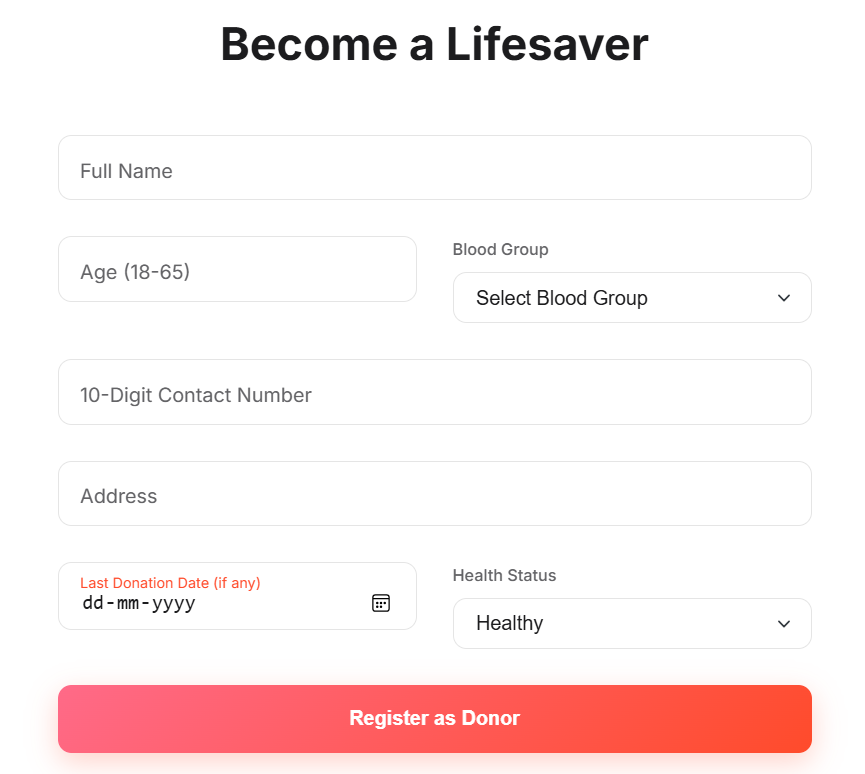 Become a Lifesaver
Full Name
Age (18-65)
Blood Group
Select Blood Group
10-Digit Contact Number
Address
Last Donation Date (if any)
dd-mm-yyyy
Health Status
Healthy
Register as Donor